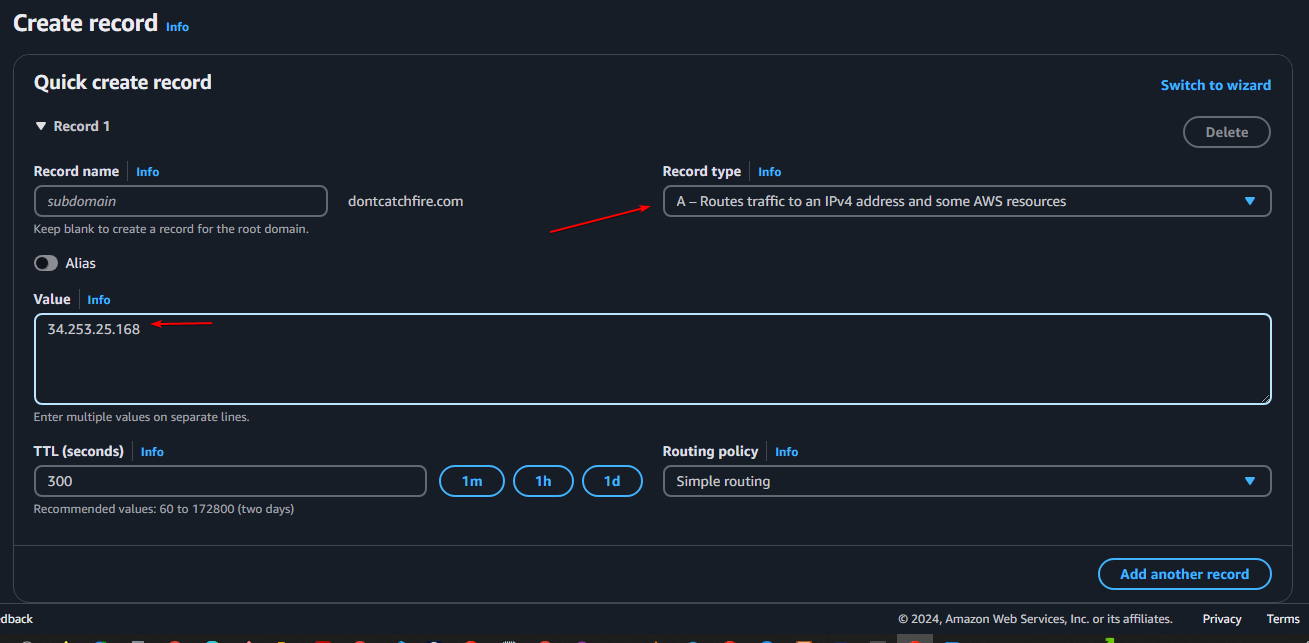 Create record Info
Quick create record
Switch to wizard
Record 1
Delete
Record name Info
Record type Info
subdomain
dontcatchfire.com
A – Routes traffic to an IPv4 address and some AWS resources
Keep blank to create a record for the root domain.
Alias
Value Info
34.253.25.168
Enter multiple values on separate lines.
TTL (seconds) Info
Routing policy Info
300
1m
1h
1d
Simple routing
Recommended values: 60 to 172800 (two days)
Add another record
dback
© 2024, Amazon Web Services, Inc. or its affiliates.
Privacy
Terms